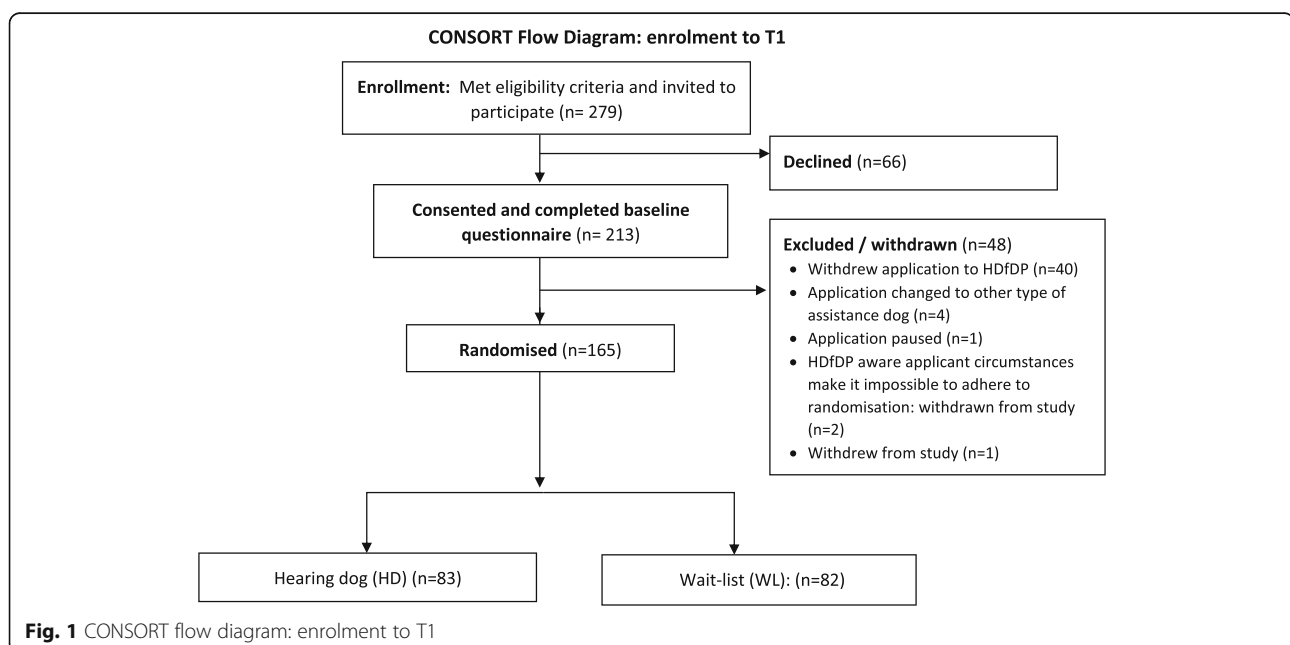 CONSORT Flow Diagram: enrolment to T1
Enrollment: Met eligibility criteria and invited to
participate (n= 279)
Declined (n=66)
Consented and completed baseline
questionnaire (n= 213)
Excluded / withdrawn (n=48)
• Withdrew application to HDfDP (n=40)
• Application changed to other type of
assistance dog (n=4)
• Application paused (n=1)
• HDfDP aware applicant circumstances
make it impossible to adhere to
randomisation: withdrawn from study
(n=2)
• Withdrew from study (n=1)
Randomised (n=165)
Hearing dog (HD) (n=83)
Wait-list (WL): (n=82)
Fig. 1 CONSORT flow diagram: enrolment to T1